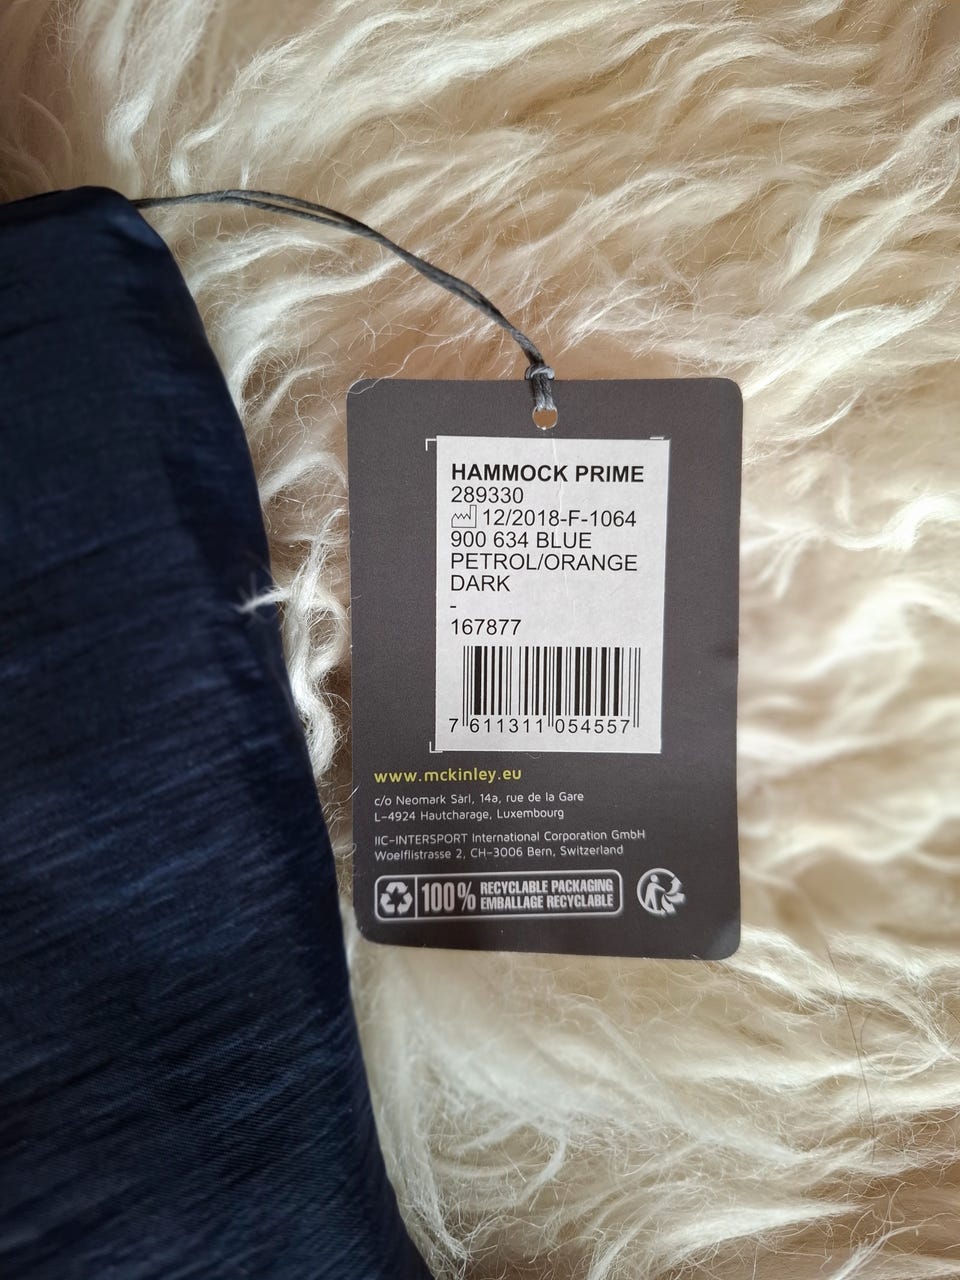 HAMMOCK PRIME
289330
12/2018-F-1064
900 634 BLUE
PETROL/ORANGE
DARK
-
167877
7 611311 054557
www.mckinley.eu
c/o Neomark Sàrl, 14a, rue de la Gare
L-4924 Hautcharage, Luxembourg
IIC-INTERSPORT International Corporation GmbH
Woelflistrasse 2, CH-3006 Bern, Switzerland
100% RECYCLABLE PACKAGING
EMBALLAGE RECYCLABLE